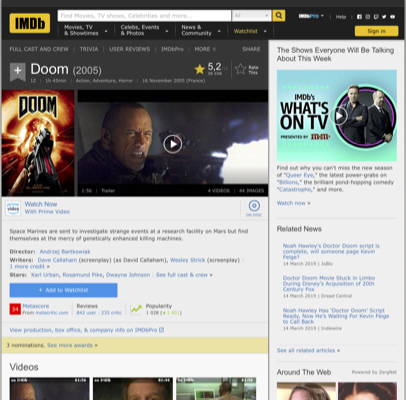 IMDb
Find Movies, TV shows, Celebrities and more...
All
IMDbPro
Help
Movies, TV
& Showtimes
Celebs, Events
& Photos
News &
Community
Watchlist
Sign in
FULL CAST AND CREW | TRIVIA | USER REVIEWS | IMDbPro | MORE
SHARE
Doom (2005)
5,2
Rate
This
12 | 1h 45min | Action, Adventure, Horror | 16 November 2005 (France)
DOOM
1:56 | Trailer
4 VIDEOS | 44 IMAGES
prime video
Watch Now
With Prime Video
ON DISC
Space Marines are sent to investigate strange events at a research facility on Mars but find
themselves at the mercy of genetically enhanced killing machines.
Director: Andrzej Bartkowiak
Writers: Dave Callaham (screenplay) (as David Callaham), Wesley Strick (screenplay) |
1 more credit »
Stars: Karl Urban, Rosamund Pike, Dwayne Johnson | See full cast & crew »
+ Add to Watchlist
34
Metascore
From metacritic.com
Reviews
842 user | 235 critic
Popularity
View production, box office, & company info on IMDbPro
3 nominations. See more awards »
Videos
The Shows Everyone Will Be Talking
About This Week
IMDb's
WHAT'S
ON TV
PRESENTED BY
Find out why you can't miss the new season
of "Queer Eye," the latest power-grabs on
"Billions," the brilliant pond-hopping comedy
"Catastrophe," and more.
Watch now »
Related News
Noah Hawley's Doctor Doom script is
complete, will someone page Kevin
Feige?
14 March 2019 | JoBlo
Doctor Doom Movie Stuck in Limbo
During Disney's Acquisition of 20th
Century Fox
14 March 2019 | Dread Central
Noah Hawley Has 'Doctor Doom' Script
Ready, Now He's Waiting For Kevin Feige
to Call Back
14 March 2019 | Indiewire
See all related articles »
Around The Web
Powered by ZergNet